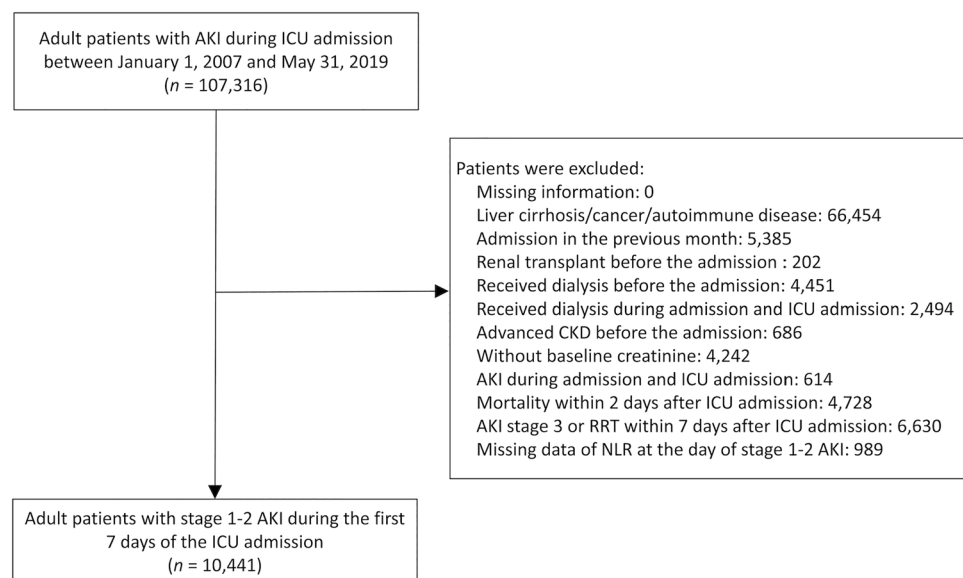 Adult patients with AKI during ICU admission
between January 1, 2007 and May 31, 2019
(n = 107,316)
Patients were excluded:
Missing information: 0
Liver cirrhosis/cancer/autoimmune disease: 66,454
Admission in the previous month: 5,385
Renal transplant before the admission : 202
Received dialysis before the admission: 4,451
Received dialysis during admission and ICU admission: 2,494
Advanced CKD before the admission: 686
Without baseline creatinine: 4,242
AKI during admission and ICU admission: 614
Mortality within 2 days after ICU admission: 4,728
AKI stage 3 or RRT within 7 days after ICU admission: 6,630
Missing data of NLR at the day of stage 1-2 AKI: 989
Adult patients with stage 1-2 AKI during the first
7 days of the ICU admission
(n = 10,441)